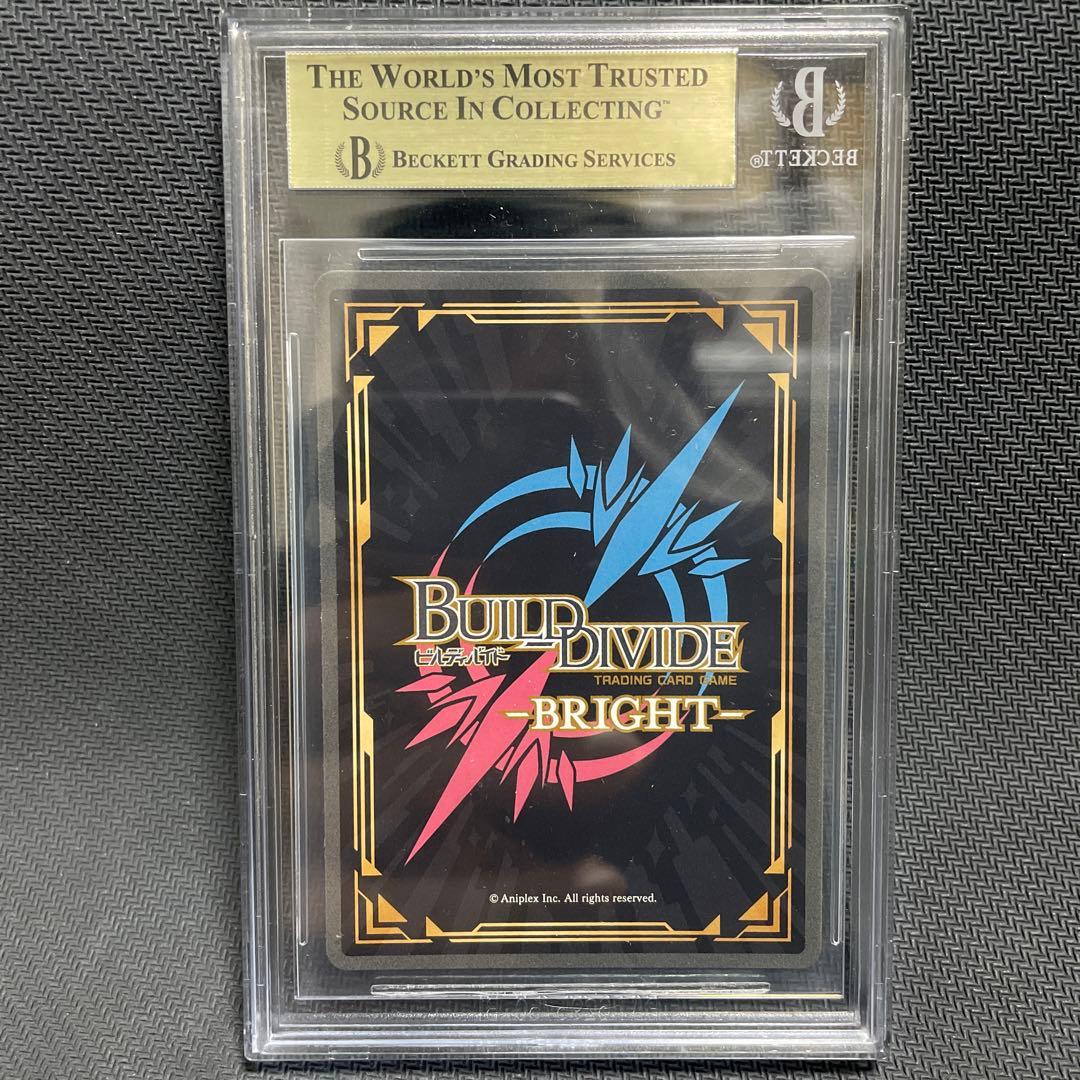 THE WORLD'S MOST TRUSTED
SOURCE IN COLLECTING™
B BECKETT GRADING SERVICES
B
BECKETT®
BUILD DIVIDE
ビルディバイド
TRADING CARD GAME
-BRIGHT-
© Aniplex Inc. All rights reserved.